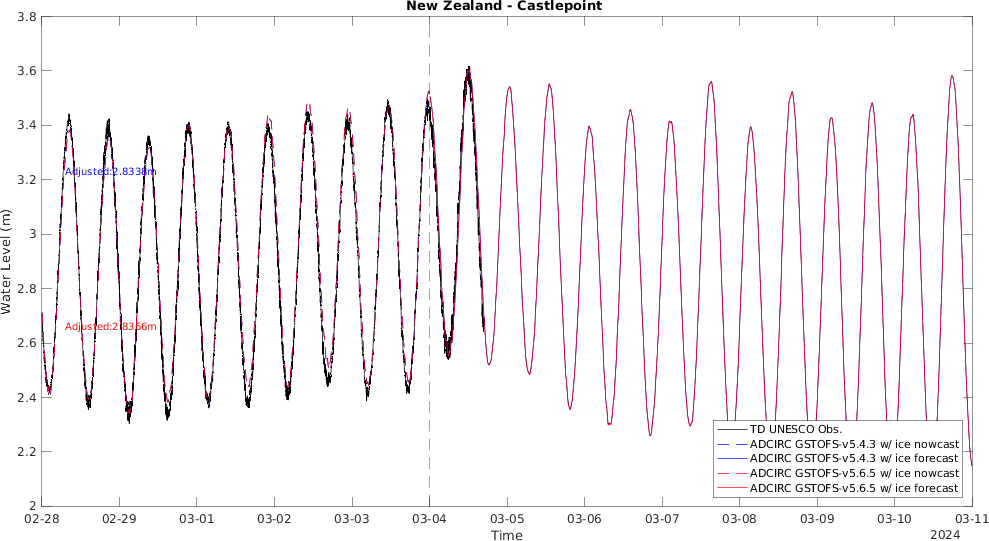 New Zealand - Castlepoint
3.8
3.6
3.4
3.2
3
2.8
2.6
2.4
2.2
2
Water Level (m)
Adjusted:2.8338m
Adjusted:2.8366m
TD UNESCO Obs.
ADCIRC GSTOFS-v5.4.3 w/ ice nowcast
ADCIRC GSTOFS-v5.4.3 w/ ice forecast
ADCIRC GSTOFS-v5.6.5 w/ ice nowcast
ADCIRC GSTOFS-v5.6.5 w/ ice forecast
02-28 02-29 03-01 03-02 03-03 03-04 03-05 03-06 03-07 03-08 03-09 03-10 03-11
Time
2024